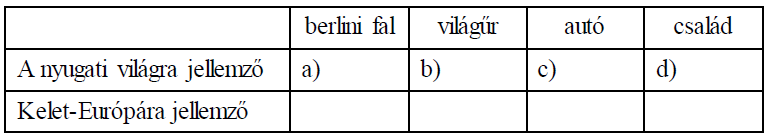 berlini fal világűr autó család
A nyugati világra jellemző a) b) c) d)
Kelet-Európára jellemző